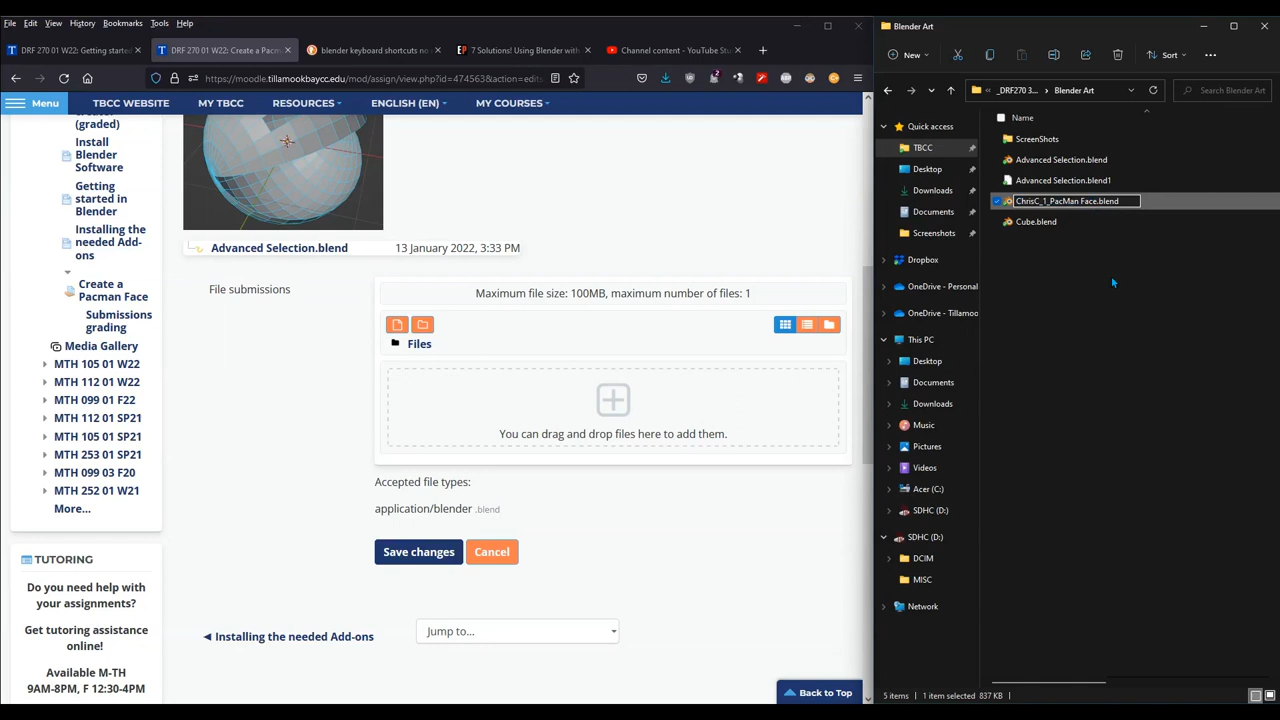 File Edit View History Bookmarks Tools Help
DRF 270 01 W22: Getting started
DRF 270 01 W22: Create a Pacm
blender keyboard shortcuts no
7 Solutions! Using Blender with
Channel content - YouTube Stu
https://moodle.tillamookbaycc.edu/mod/assign/view.php?id=474563&action=edits
Menu TBCC WEBSITE MY TBCC RESOURCES ENGLISH (EN) MY COURSES
(graded)
Install
Blender
Software
Getting
started in
Blender
Installing the
needed Add-
ons
Create a
Pacman Face
Submissions
grading
Media Gallery
MTH 105 01 W22
MTH 112 01 W22
MTH 099 01 F22
MTH 112 01 SP21
MTH 105 01 SP21
MTH 253 01 SP21
MTH 099 03 F20
MTH 252 01 W21
More...
TUTORING
Do you need help with
your assignments?
Get tutoring assistance
online!
Available M-TH
9AM-8PM, F 12:30-4PM
Advanced Selection.blend 13 January 2022, 3:33 PM
File submissions
Maximum file size: 100MB, maximum number of files: 1
Files
You can drag and drop files here to add them.
Accepted file types:
application/blender .blend
Save changes Cancel
◄ Installing the needed Add-ons
Jump to...
Back to Top
Blender Art
New Sort
_DRF270 3... Blender Art Search Blender Art
Quick access
TBCC
Desktop
Downloads
Documents
Screenshots
Dropbox
OneDrive - Personal
OneDrive - Tillamoo
This PC
Desktop
Documents
Downloads
Music
Pictures
Videos
Acer (C:)
SDHC (D:)
SDHC (D:)
DCIM
MISC
Network
Name
ScreenShots
Advanced Selection.blend
Advanced Selection.blend1
ChrisC_1_PacMan Face.blend
Cube.blend
5 items 1 item selected 837 KB